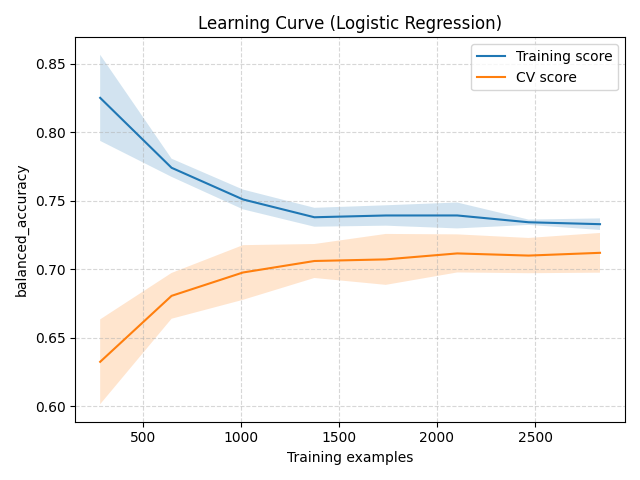 Learning Curve (Logistic Regression)
Training score
CV score
balanced_accuracy
0.85
0.80
0.75
0.70
0.65
0.60
500
1000
1500
2000
2500
Training examples